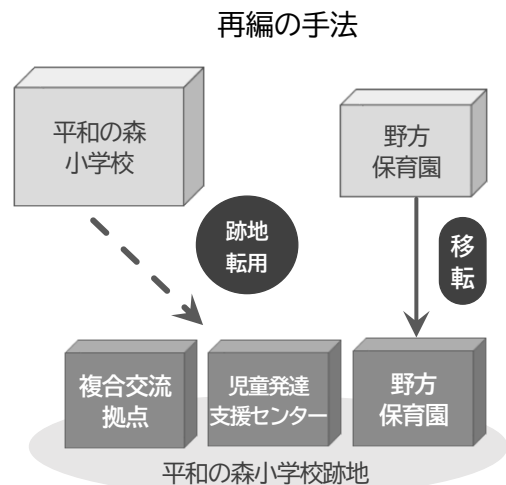 再編の手法
平和の森
小学校
野方
保育園
跡地
転用
移
転
複合交流
拠点
児童発達
支援センター
野方
保育園
平和の森小学校跡地